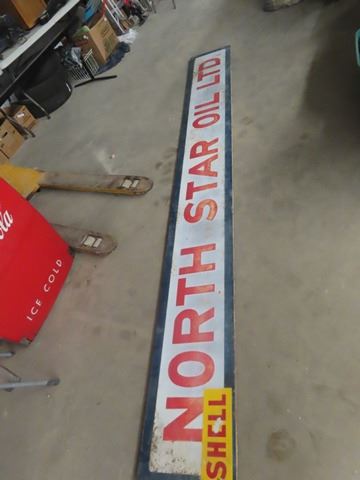 NORTH STAR OIL LTD
SHELL
ICE COLD